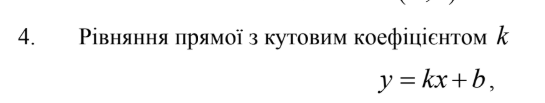 4. Рівняння прямої з кутовим коефіцієнтом k
y = kx + b,